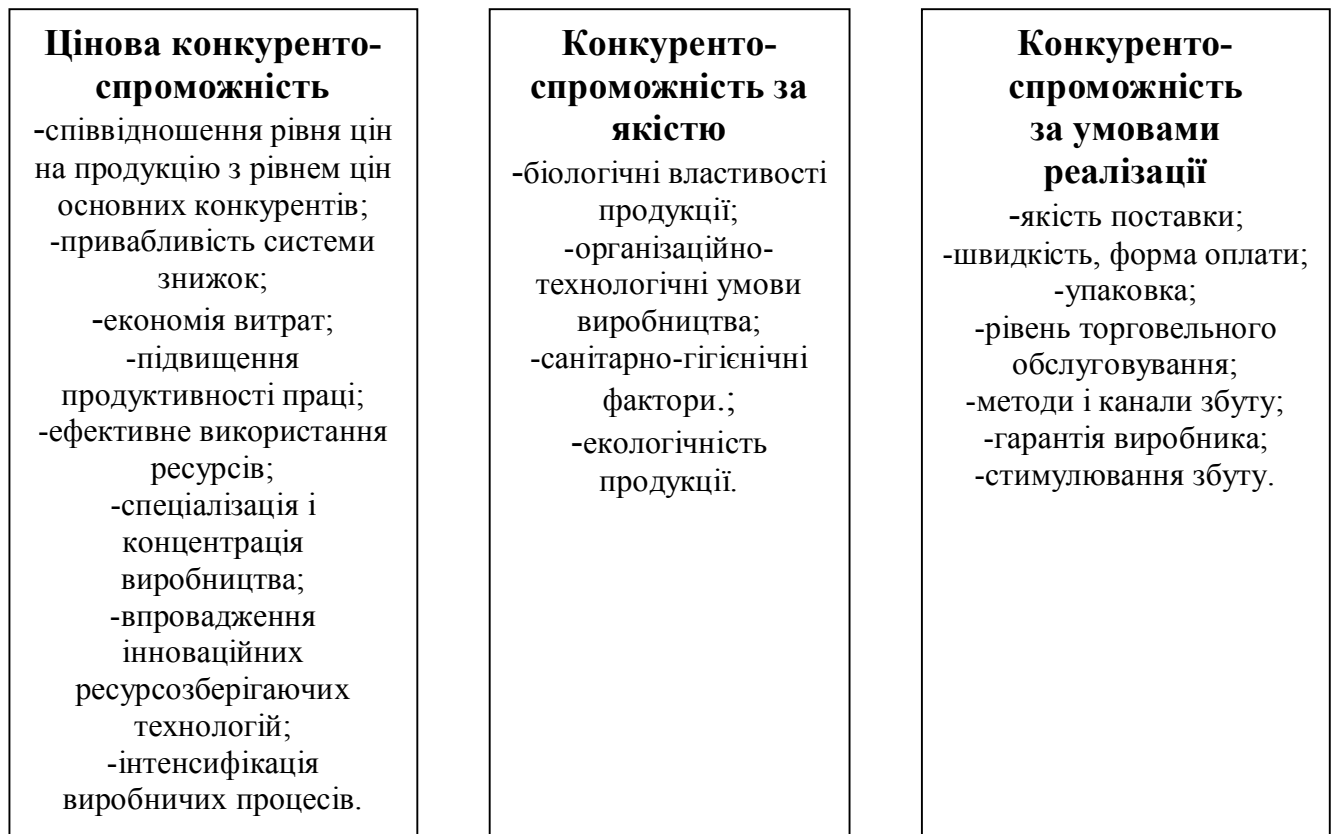 Цінова конкуренто-
спроможність
-співвідношення рівня цін
на продукцію з рівнем цін
основних конкурентів;
-привабливість системи
знижок;
-економія витрат;
-підвищення
продуктивності праці;
-ефективне використання
ресурсів;
-спеціалізація і
концентрація
виробництва;
-впровадження
інноваційних
ресурсозберігаючих
технологій;
-інтенсифікація
виробничих процесів.
Конкуренто-
спроможність за
якістю
-біологічні властивості
продукції;
-організаційно-
технологічні умови
виробництва;
-санітарно-гігієнічні
фактори.;
-екологічність
продукції.
Конкуренто-
спроможність
за умовами
реалізації
-якість поставки;
-швидкість, форма оплати;
-упаковка;
-рівень торговельного
обслуговування;
-методи і канали збуту;
-гарантія виробника;
-стимулювання збуту.